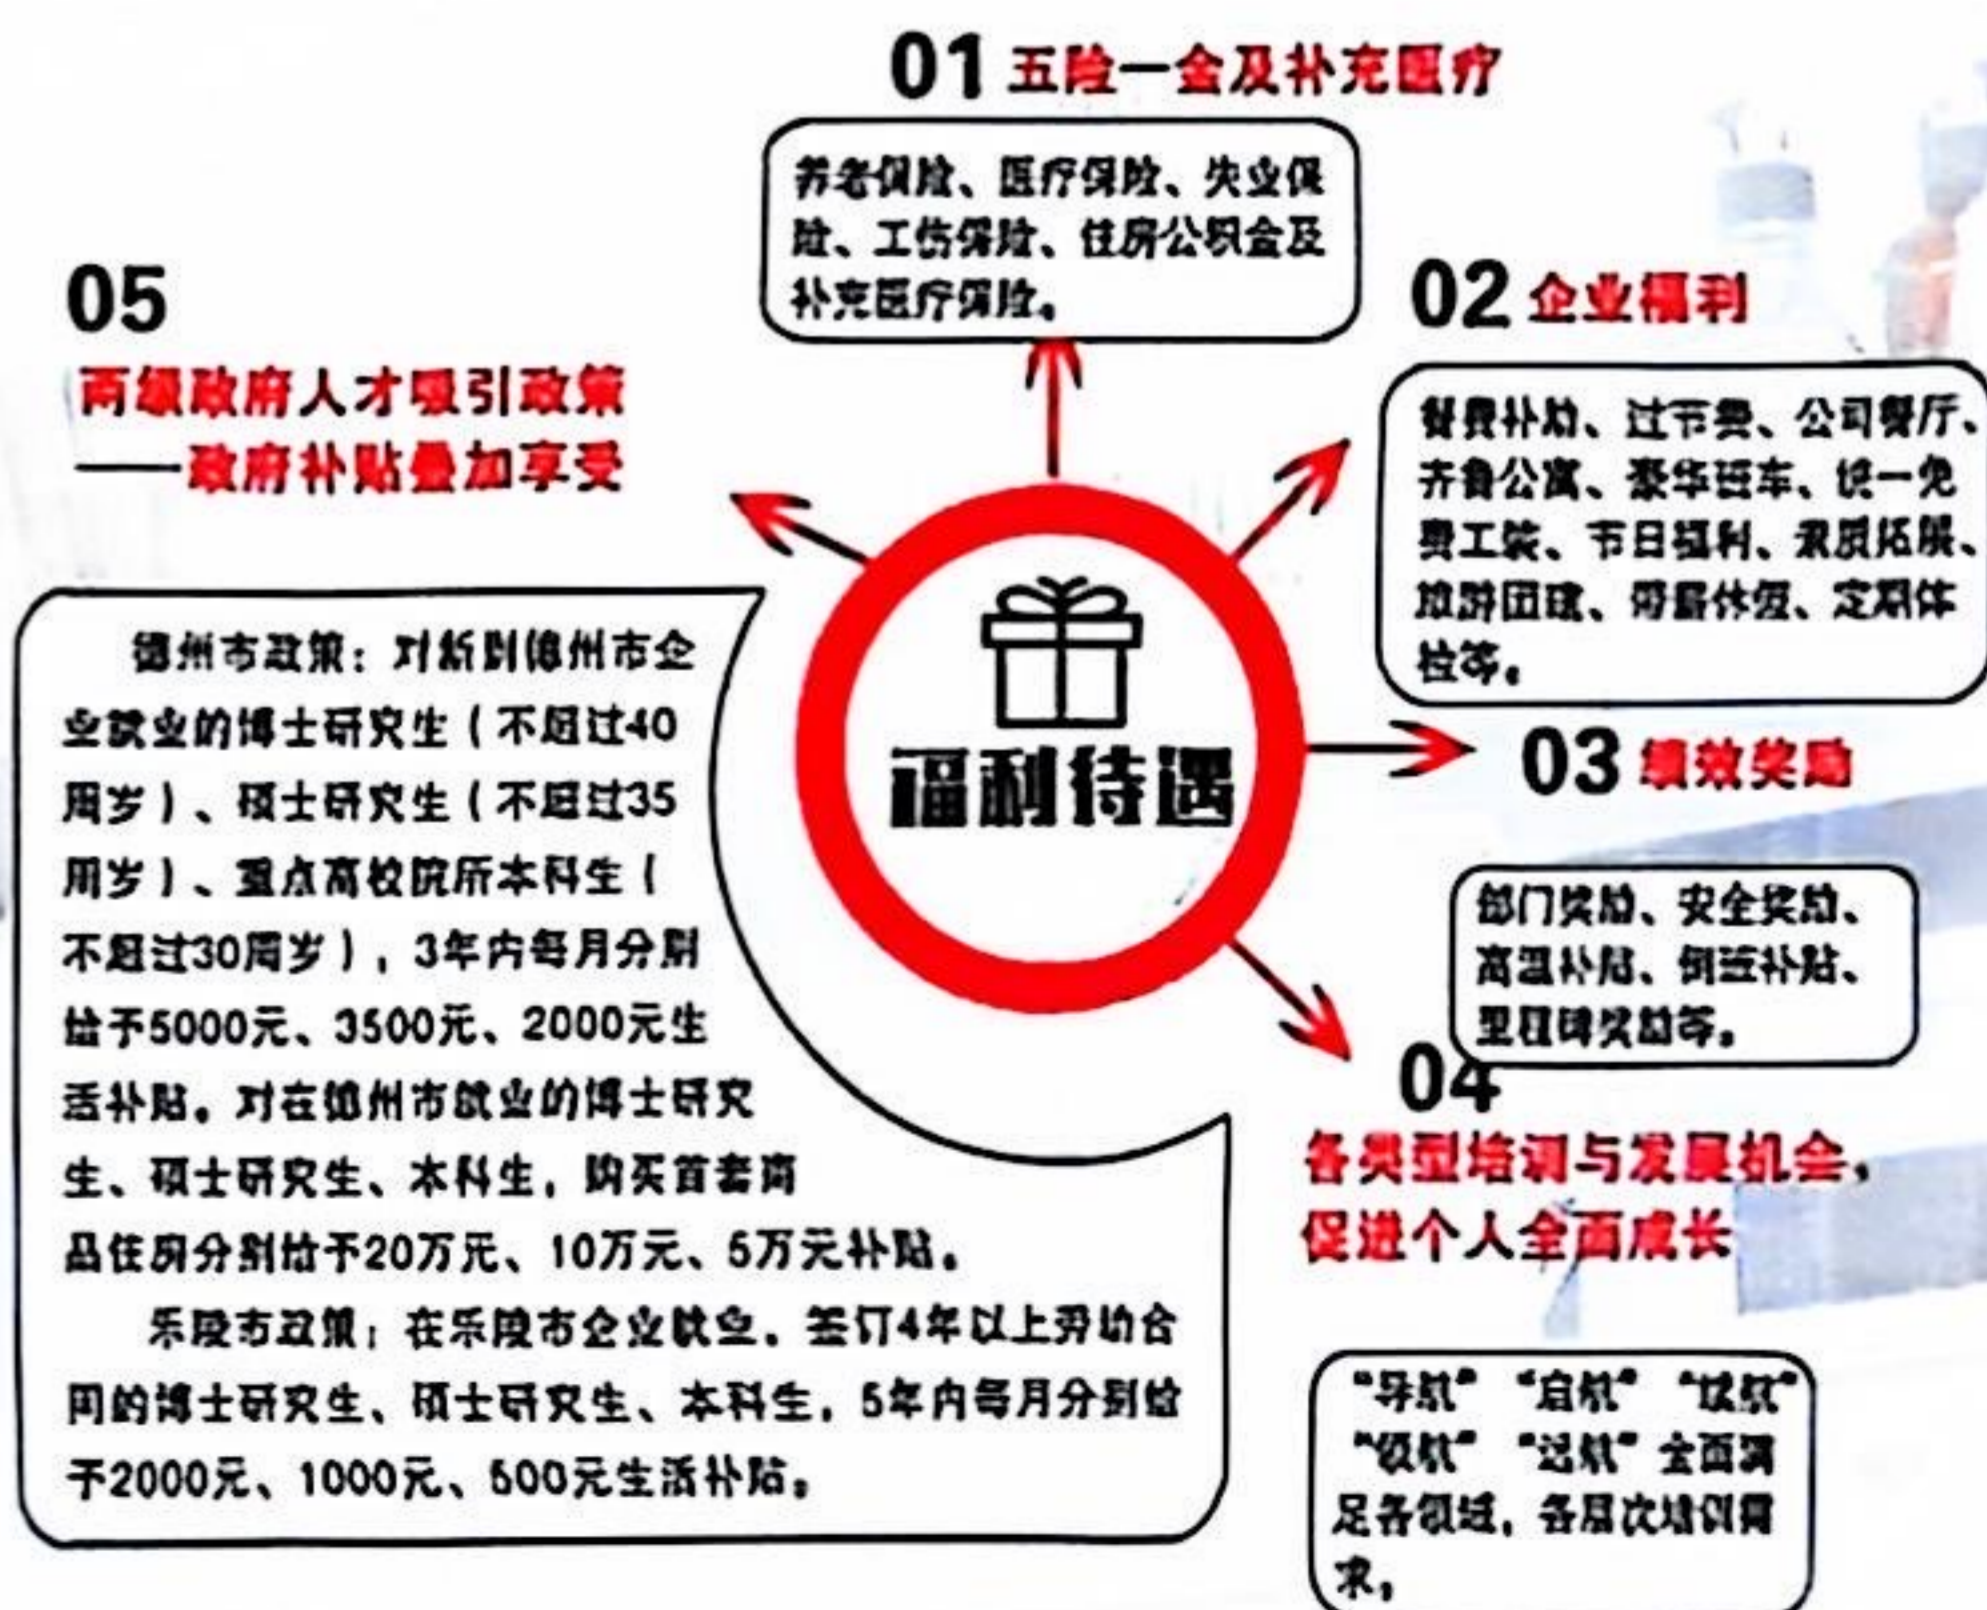 01 五险一金及补充医疗
养老保险、医疗保险、失业保
险、工伤保险、住房公积金及
补充医疗保险。
02 企业福利
餐费补助、过节费、公司餐厅、
齐鲁公寓、豪华班车、统一免
费工装、节日福利、素质拓展、
旅游团建、带薪休假、定期体
检等。
03 绩效奖励
部门奖励、安全奖励、
高温补贴、倒班补贴、
里程碑奖励等。
04
各类型培训与发展机会，
促进个人全面成长
“导航” “启航” “续航”
“领航” “远航” 全面满
足各领域，各层次培训需
求。
05
两级政府人才吸引政策
——政府补贴叠加享受
德州市政策：对新到德州市企
业就业的博士研究生（不超过40
周岁）、硕士研究生（不超过35
周岁）、重点高校院所本科生（
不超过30周岁），3年内每月分别
给予5000元、3500元、2000元生
活补贴。对在德州市就业的博士研究
生、硕士研究生、本科生，购买首套商
品住房分别给予20万元、10万元、5万元补贴。
乐陵市政策：在乐陵市企业就业，签订4年以上劳动合
同的博士研究生、硕士研究生、本科生，5年内每月分别给
予2000元、1000元、500元生活补贴。
福利待遇